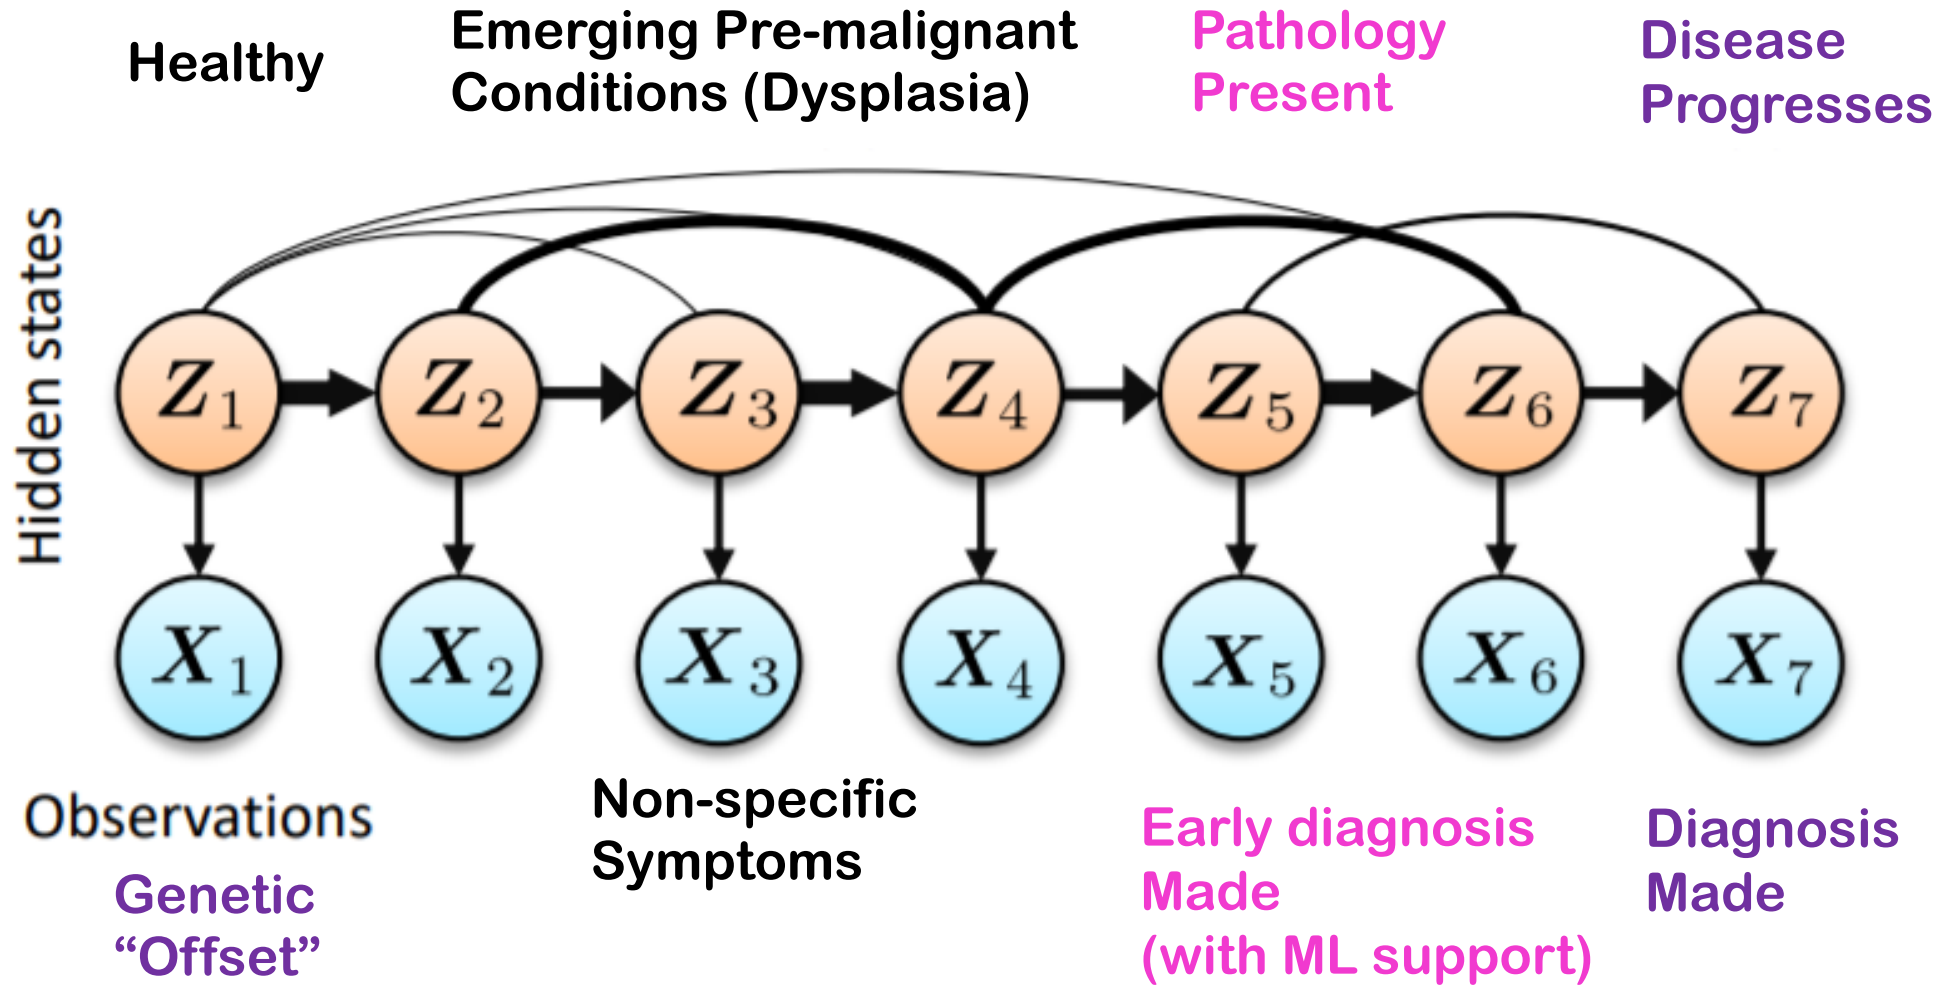 Healthy
Emerging Pre-malignant
Conditions (Dysplasia)
Pathology
Present
Disease
Progresses
Hidden states
Z1 Z2 Z3 Z4 Z5 Z6 Z7
X1 X2 X3 X4 X5 X6 X7
Observations
Genetic
“Offset”
Non-specific
Symptoms
Early diagnosis
Made
(with ML support)
Diagnosis
Made